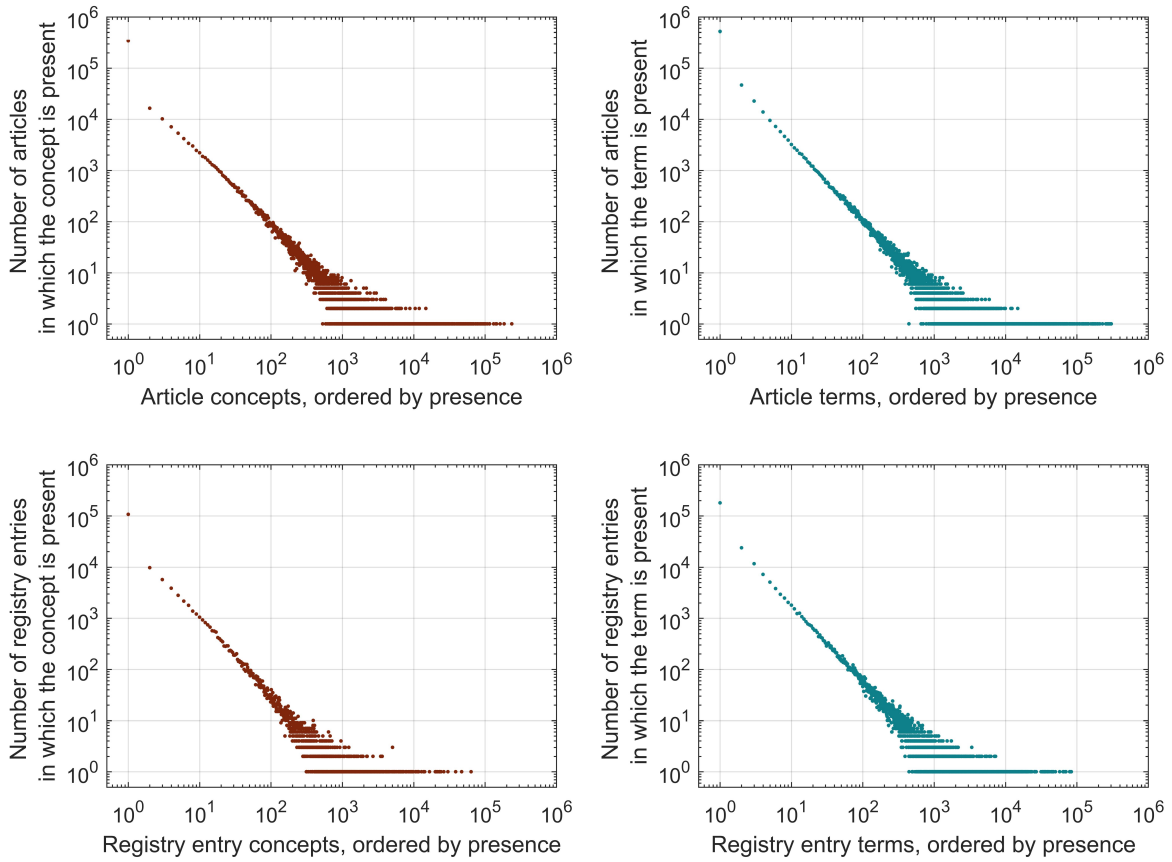 Number of articles
in which the concept is present
10^6
10^5
10^4
10^3
10^2
10^1
10^0
10^0 10^1 10^2 10^3 10^4 10^5 10^6
Article concepts, ordered by presence
Number of articles
in which the term is present
10^6
10^5
10^4
10^3
10^2
10^1
10^0
10^0 10^1 10^2 10^3 10^4 10^5 10^6
Article terms, ordered by presence
Number of registry entries
in which the concept is present
10^6
10^5
10^4
10^3
10^2
10^1
10^0
10^0 10^1 10^2 10^3 10^4 10^5 10^6
Registry entry concepts, ordered by presence
Number of registry entries
in which the term is present
10^6
10^5
10^4
10^3
10^2
10^1
10^0
10^0 10^1 10^2 10^3 10^4 10^5 10^6
Registry entry terms, ordered by presence